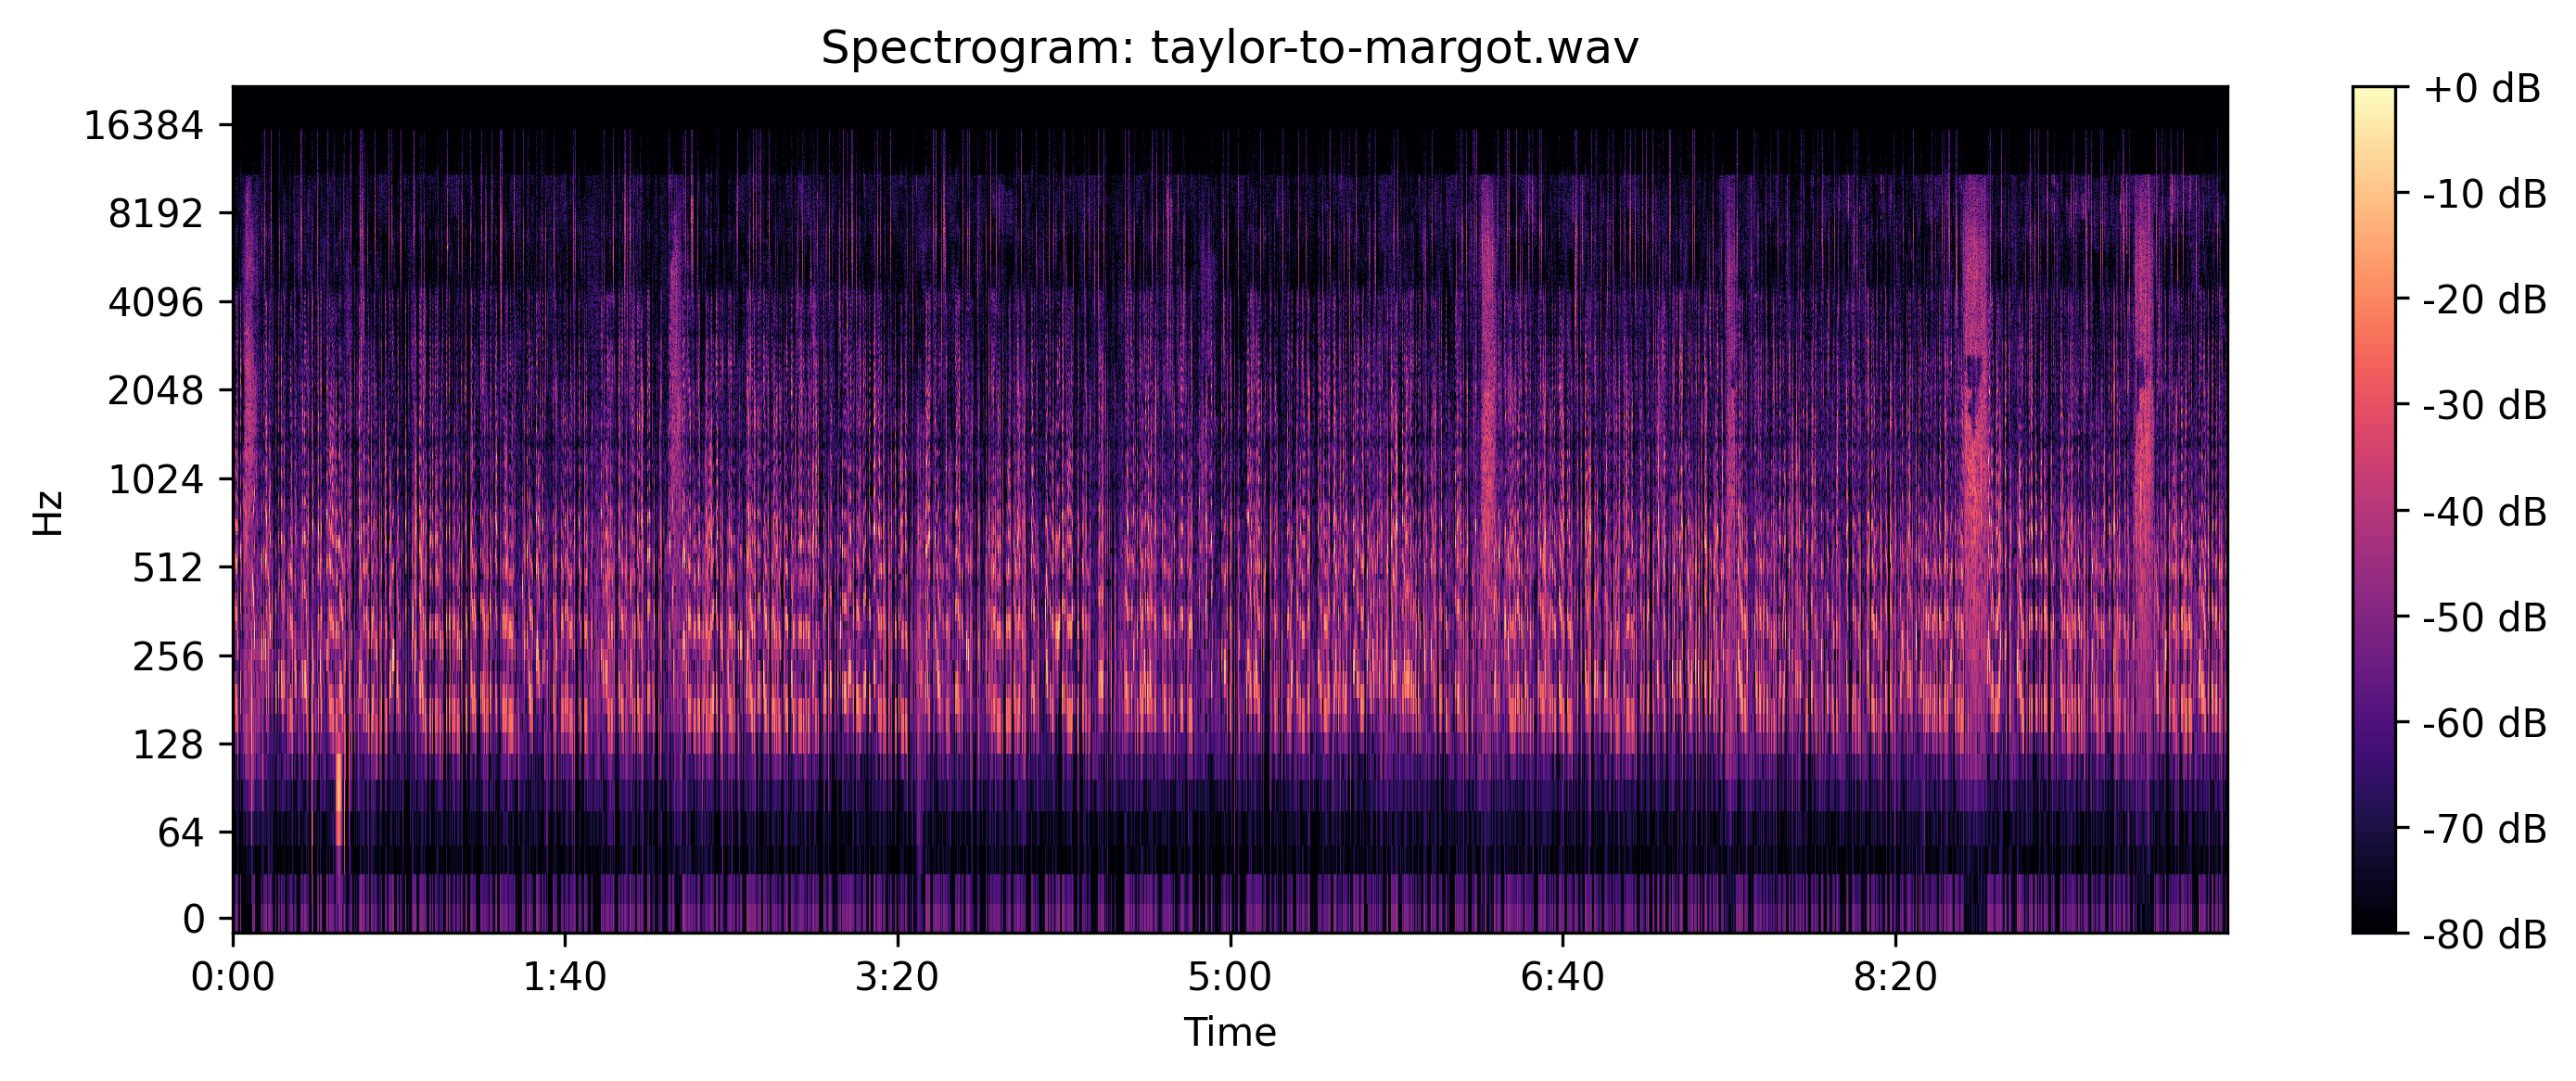 Spectrogram: taylor-to-margot.wav
16384
8192
4096
2048
1024
512
256
128
64
0
Hz
0:00
1:40
3:20
5:00
6:40
8:20
Time
+0 dB
-10 dB
-20 dB
-30 dB
-40 dB
-50 dB
-60 dB
-70 dB
-80 dB